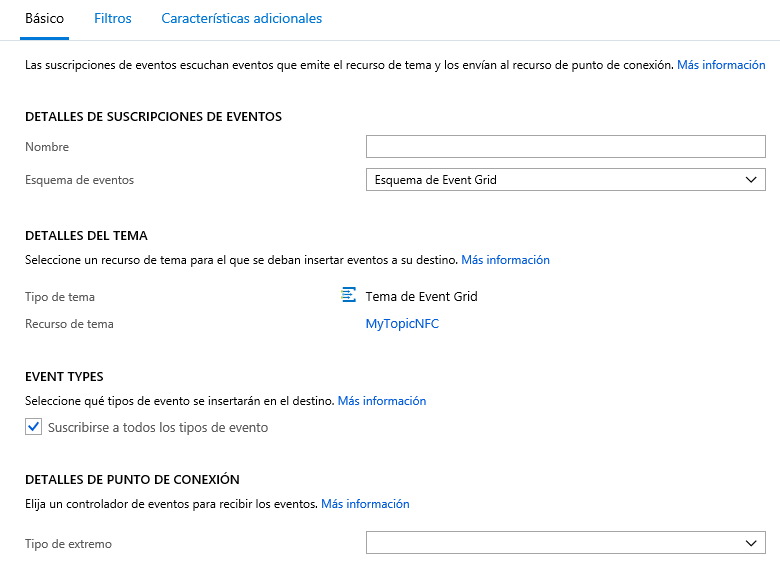 Básico Filtros Características adicionales
Las suscripciones de eventos escuchan eventos que emite el recurso de tema y los envían al recurso de punto de conexión. Más información
DETALLES DE SUSCRIPCIONES DE EVENTOS
Nombre
Esquema de eventos Esquema de Event Grid
DETALLES DEL TEMA
Seleccione un recurso de tema para el que se deban insertar eventos a su destino. Más información
Tipo de tema Tema de Event Grid
Recurso de tema MyTopicNFC
EVENT TYPES
Seleccione qué tipos de evento se insertarán en el destino. Más información
Suscribirse a todos los tipos de evento
DETALLES DE PUNTO DE CONEXIÓN
Elija un controlador de eventos para recibir los eventos. Más información
Tipo de extremo